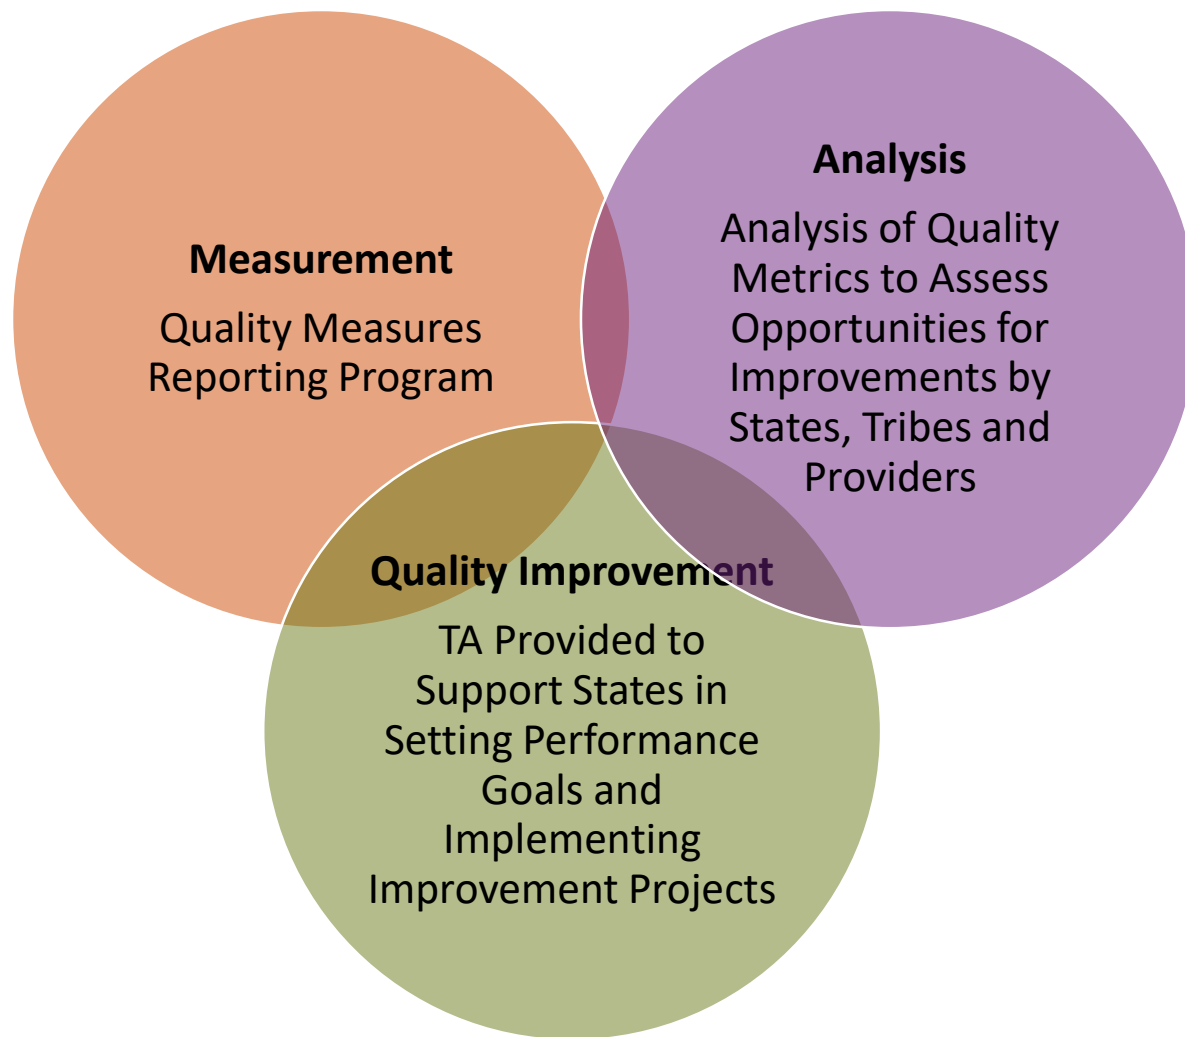 Measurement
Quality Measures
Reporting Program
Analysis
Analysis of Quality
Metrics to Assess
Opportunities for
Improvements by
States, Tribes and
Providers
Quality Improvement
TA Provided to
Support States in
Setting Performance
Goals and
Implementing
Improvement Projects